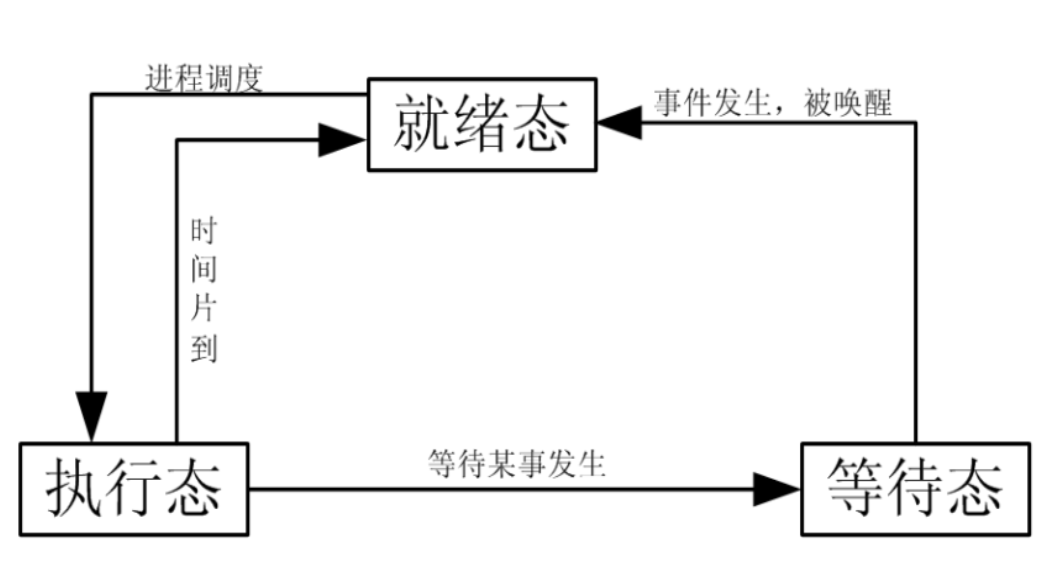 进程调度
就绪态
事件发生，被唤醒
时间片到
执行态
等待某事发生
等待态